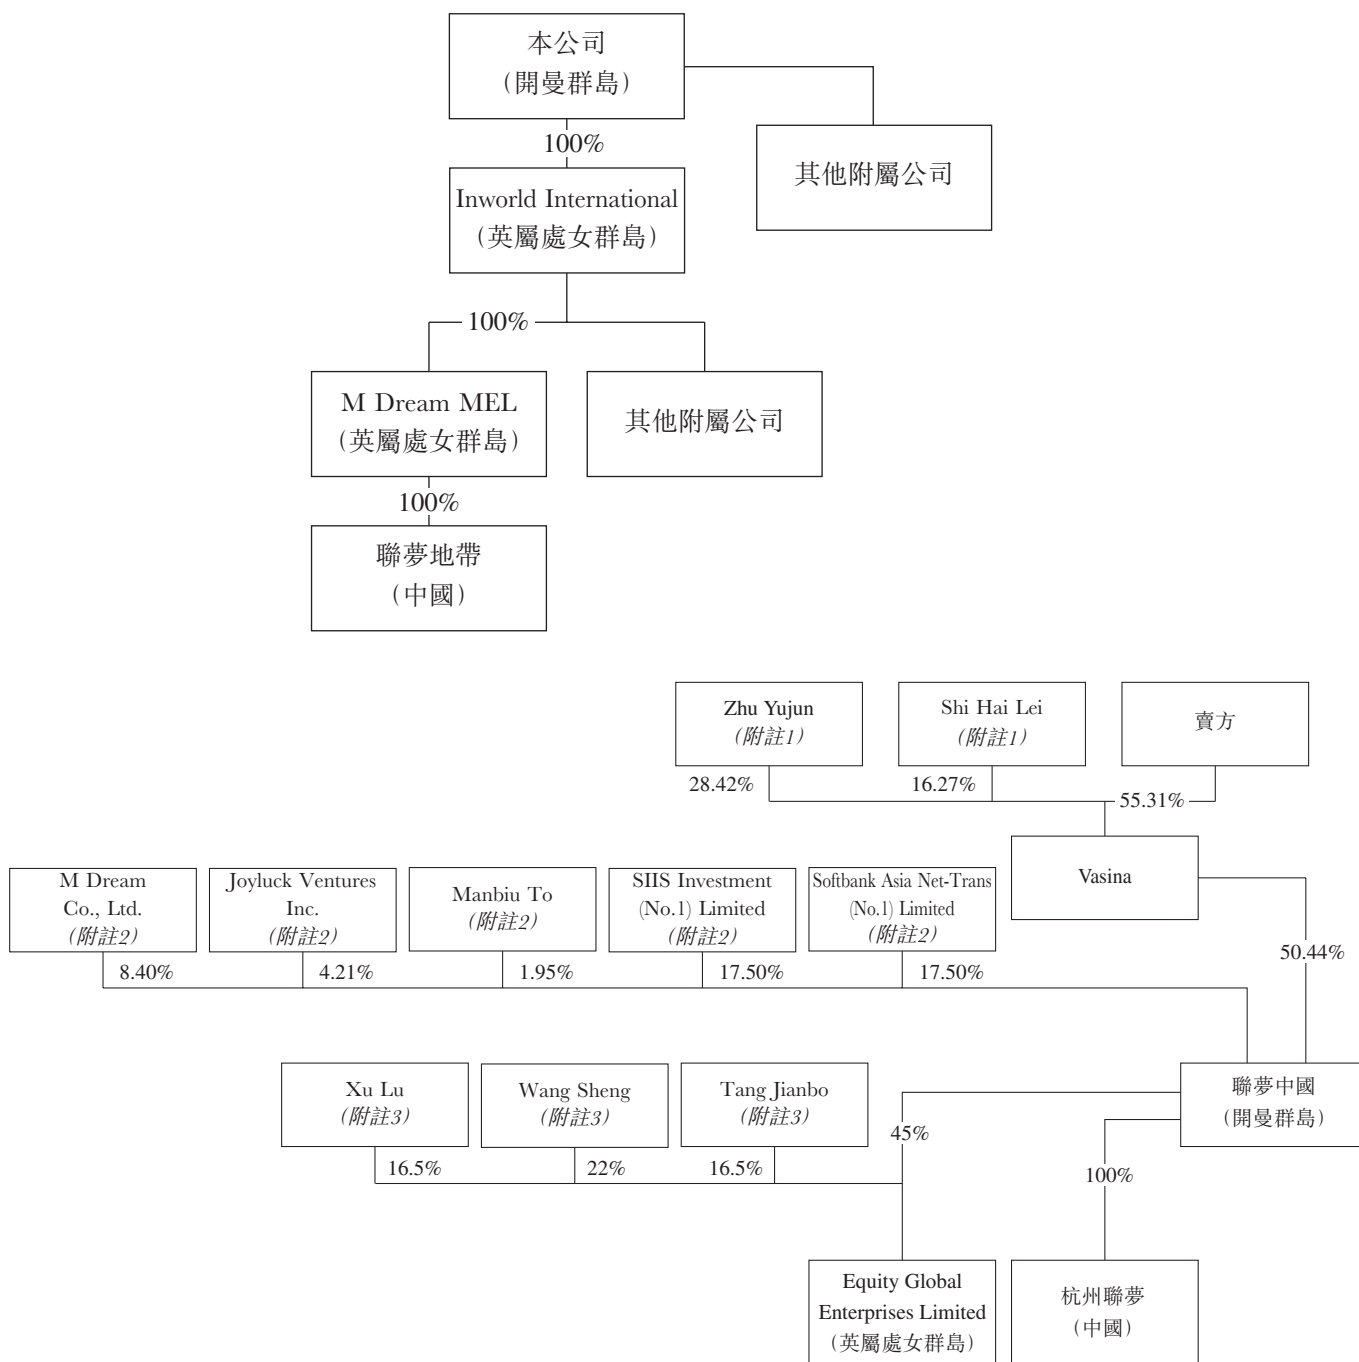 本公司
（開曼群島）
100%
其他附屬公司
Inworld International
（英屬處女群島）
100%
M Dream MEL
（英屬處女群島）
其他附屬公司
100%
聯夢地帶
（中國）
Zhu Yujun
（附註1）
Shi Hai Lei
（附註1）
賣方
28.42%
16.27%
55.31%
Vasina
M Dream
Co., Ltd.
（附註2）
Joyluck Ventures
Inc.
（附註2）
Manbiu To
（附註2）
SIIS Investment
(No.1) Limited
（附註2）
Softbank Asia Net-Trans
(No.1) Limited
（附註2）
8.40%
4.21%
1.95%
17.50%
17.50%
50.44%
Xu Lu
（附註3）
Wang Sheng
（附註3）
Tang Jianbo
（附註3）
聯夢中國
（開曼群島）
16.5%
22%
16.5%
45%
100%
Equity Global
Enterprises Limited
（英屬處女群島）
杭州聯夢
（中國）